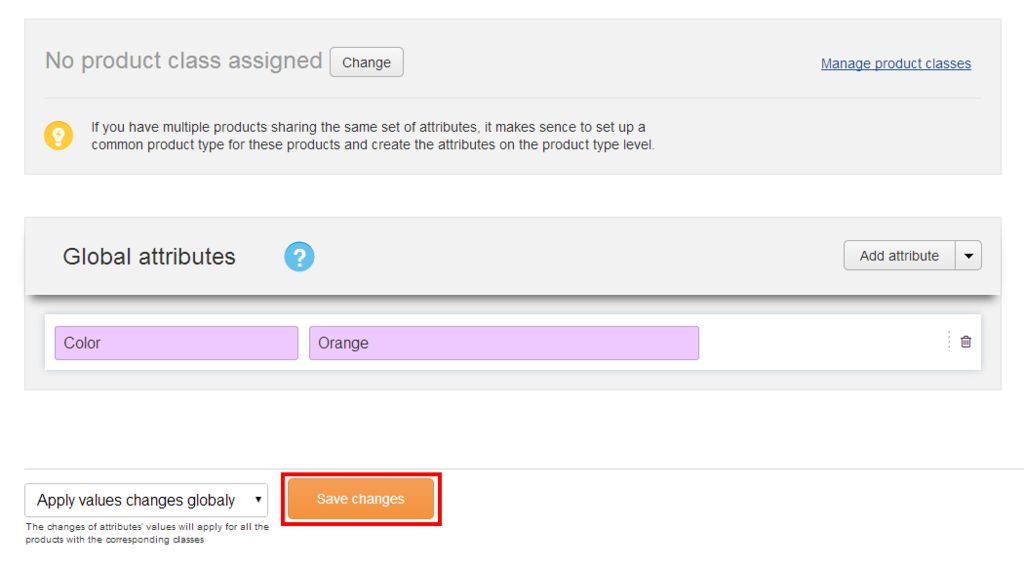 No product class assigned Change Manage product classes
If you have multiple products sharing the same set of attributes, it makes sence to set up a
common product type for these products and create the attributes on the product type level.
Global attributes ? Add attribute
Color Orange
Apply values changes globaly Save changes
The changes of attributes' values will apply for all the
products with the corresponding classes